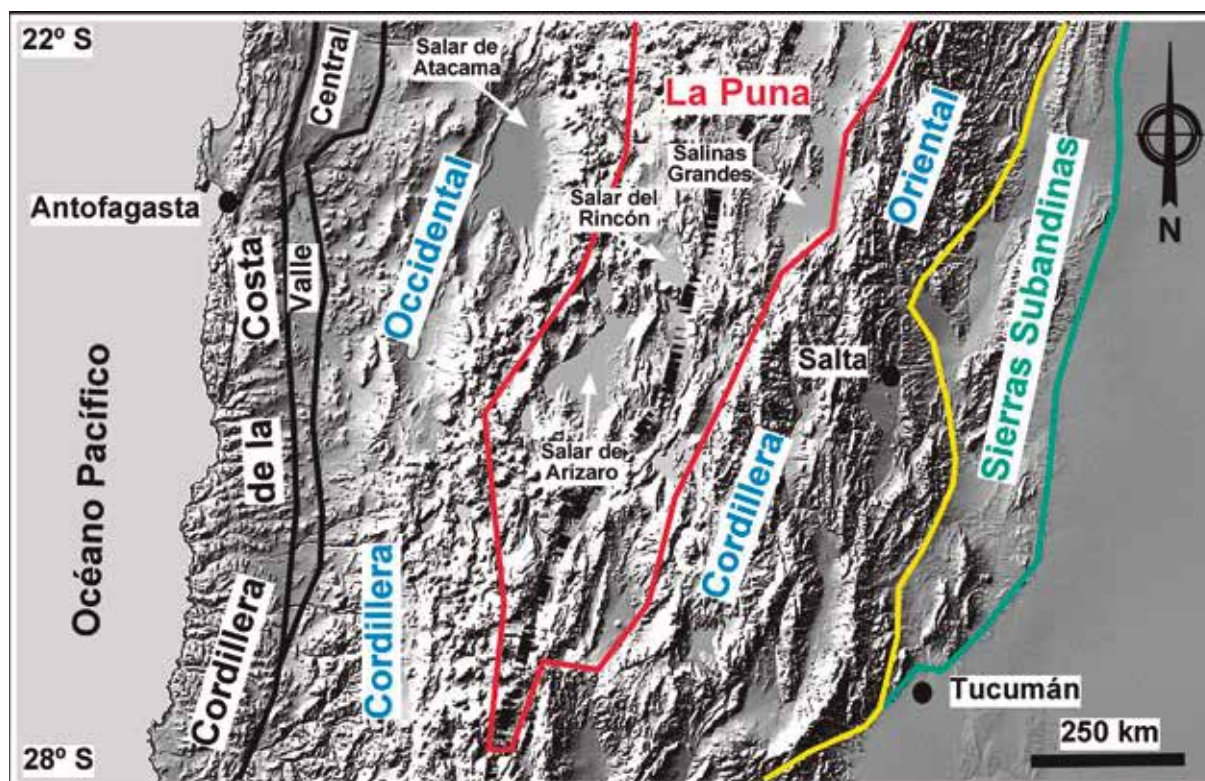 22º S
Salar de
Atacama
Central
La Puna
Oriental
Salinas
Grandes
Antofagasta
Salar del
Rincón
N
Costa
Valle
Occidental
Sierras Subandinas
Salta
Océano Pacífico
de la
Salar de
Arizaro
Cordillera
Cordillera
Cordillera
Tucumán
250 km
28º S